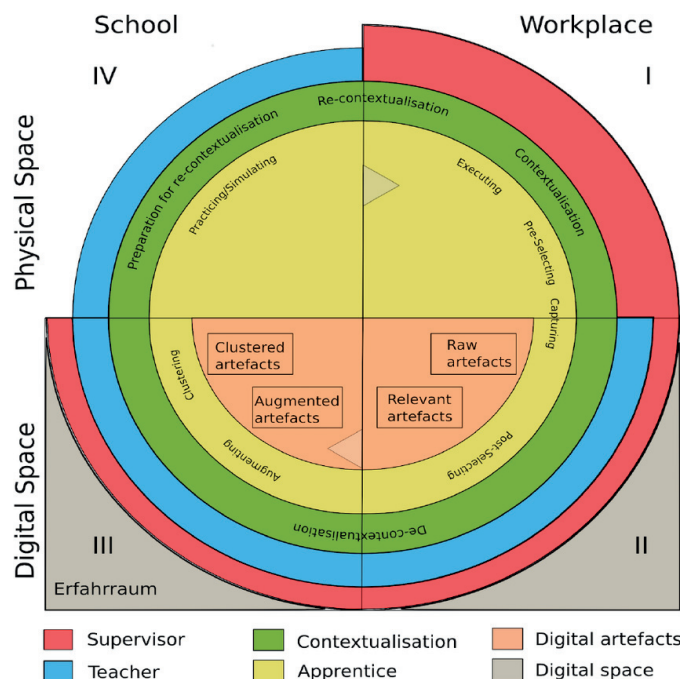 School
Workplace
IV
I
Physical Space
Re-contextualisation
Preparation for re-contextualisation
Contextualisation
Practicing/Simulating
Executing
Pre-Selecting
Capturing
Clustered
artefacts
Raw
artefacts
Augmented
artefacts
Relevant
artefacts
Clustering
Augmenting
Post-Selecting
De-contextualisation
Digital Space
III
II
Erfahrraum
Supervisor
Contextualisation
Digital artefacts
Teacher
Apprentice
Digital space